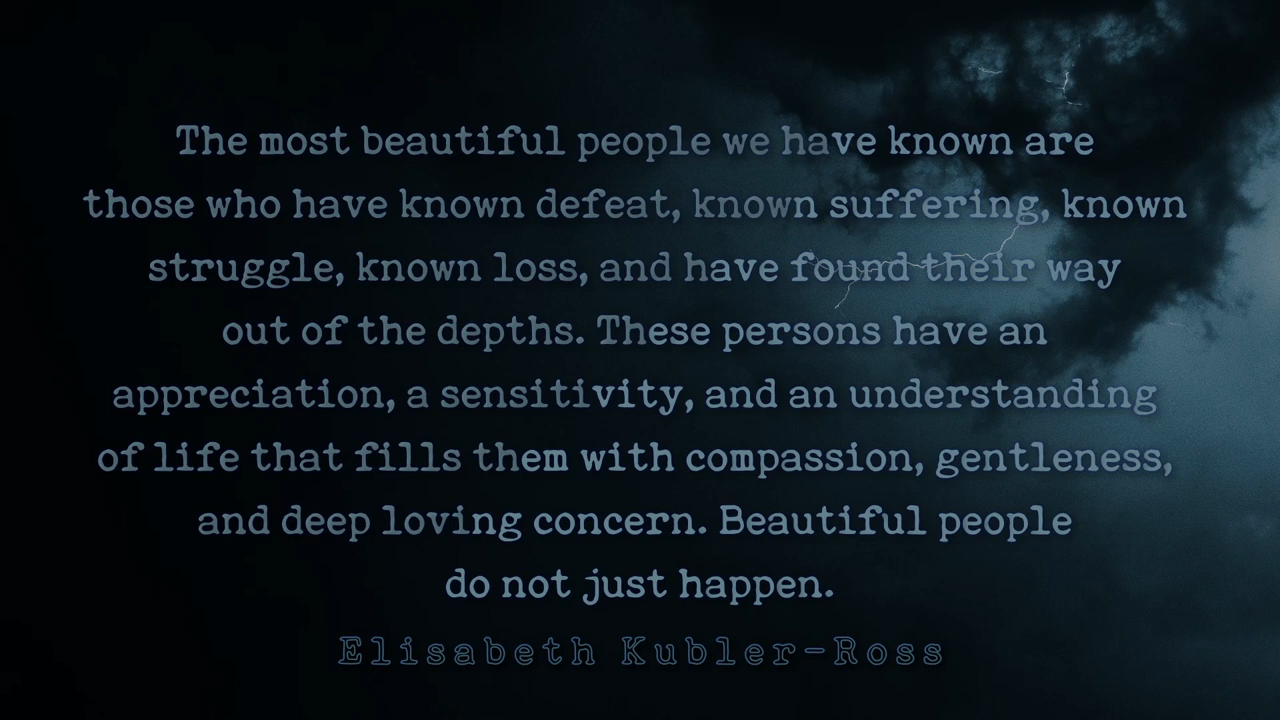 The most beautiful people we have known are
those who have known defeat, known suffering, known
struggle, known loss, and have found their way
out of the depths. These persons have an
appreciation, a sensitivity, and an understanding
of life that fills them with compassion, gentleness,
and deep loving concern. Beautiful people
do not just happen.
Elisabeth Kubler-Ross